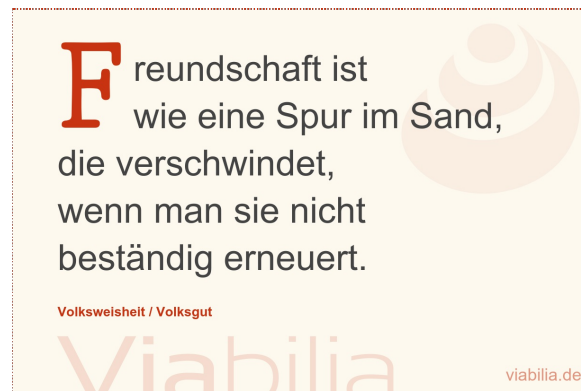 Freundschaft ist
wie eine Spur im Sand,
die verschwindet,
wenn man sie nicht
beständig erneuert.
Volksweisheit / Volksgut
Viabilia
viabilia.de